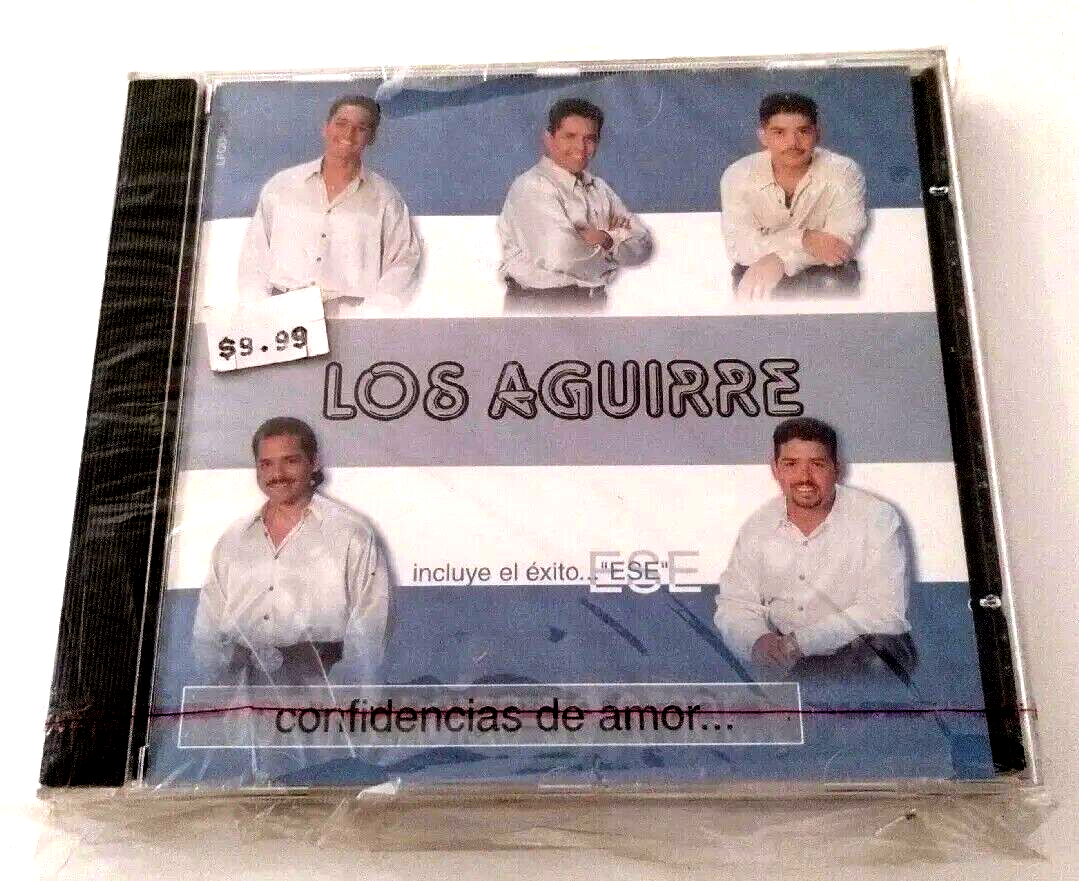 $9.99
LOS AGUIRRE
incluye el éxito..."ESE"
ESE
confidencias de amor...